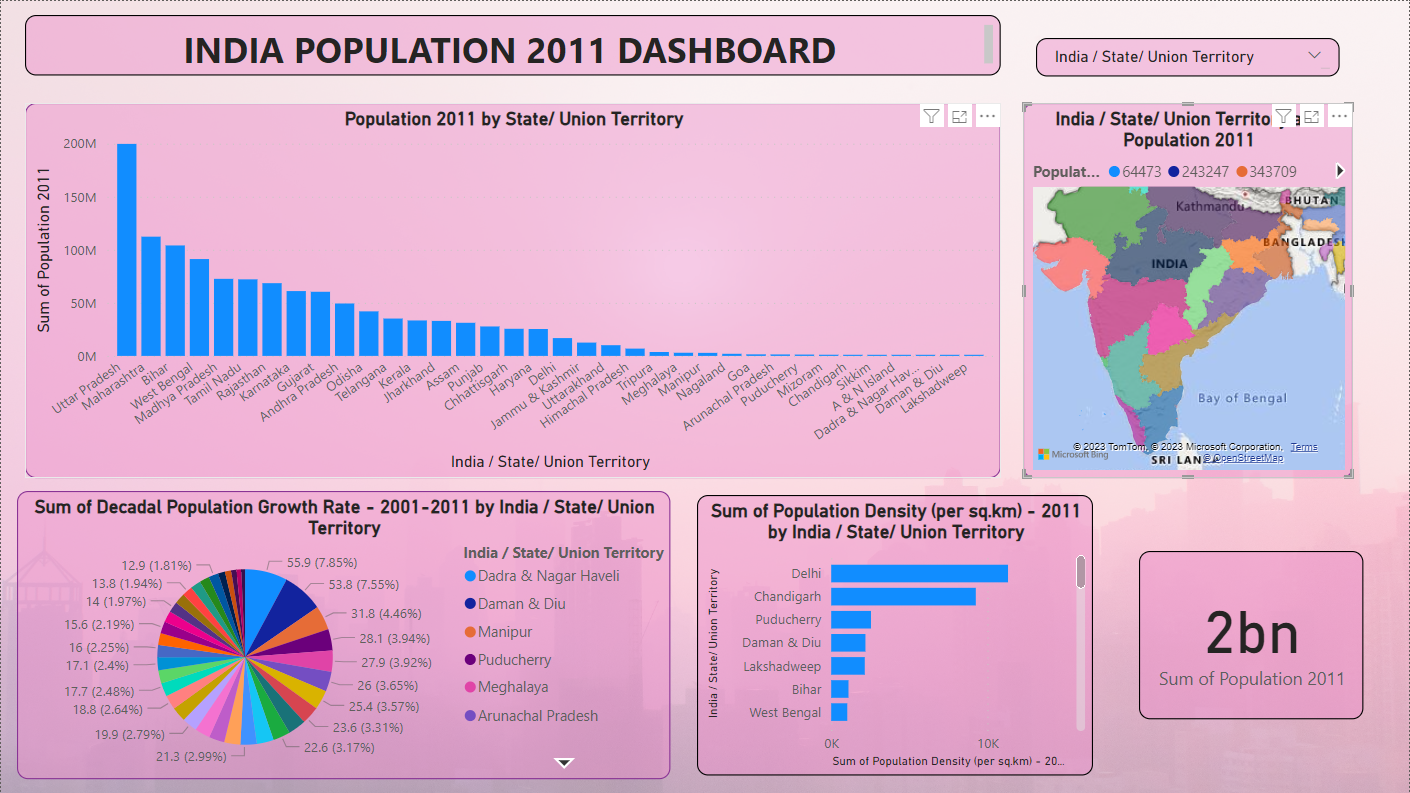 INDIA POPULATION 2011 DASHBOARD
India / State/ Union Territory
Population 2011 by State/ Union Territory
Sum of Population 2011
200M
150M
100M
50M
0M
Uttar Pradesh
Maharashtra
Bihar
West Bengal
Madhya Pradesh
Tamil Nadu
Rajasthan
Karnataka
Gujarat
Andhra Pradesh
Odisha
Telangana
Kerala
Jharkhand
Assam
Punjab
Chhattisgarh
Haryana
Delhi
Jammu & Kashmir
Uttarakhand
Himachal Pradesh
Tripura
Meghalaya
Manipur
Nagaland
Goa
Arunachal Pradesh
Puducherry
Mizoram
Chandigarh
Sikkim
A & N Island
Dadra & Nagar Hav...
Daman & Diu
Lakshadweep
India / State/ Union Territory
India / State/ Union Territo
Population 2011
Populat... 64473 243247 343709
Kathmandu
BHUTAN
BANGLADESH
INDIA
Bay of Bengal
© 2023 TomTom, © 2023 Microsoft Corporation, Terms
Microsoft Bing
© OpenStreetMap
SRI LAN
Sum of Decadal Population Growth Rate - 2001-2011 by India / State/ Union
Territory
55.9 (7.85%)
53.8 (7.55%)
31.8 (4.46%)
28.1 (3.94%)
27.9 (3.92%)
26 (3.65%)
25.4 (3.57%)
23.6 (3.31%)
22.6 (3.17%)
21.3 (2.99%)
19.9 (2.79%)
18.8 (2.64%)
17.7 (2.48%)
17.1 (2.4%)
16 (2.25%)
15.6 (2.19%)
14 (1.97%)
13.8 (1.94%)
12.9 (1.81%)
India / State/ Union Territory
Dadra & Nagar Haveli
Daman & Diu
Manipur
Puducherry
Meghalaya
Arunachal Pradesh
Sum of Population Density (per sq.km) - 2011
by India / State/ Union Territory
India / State/ Union Territory
Delhi
Chandigarh
Puducherry
Daman & Diu
Lakshadweep
Bihar
West Bengal
0K 10K
Sum of Population Density (per sq.km) - 20...
2bn
Sum of Population 2011